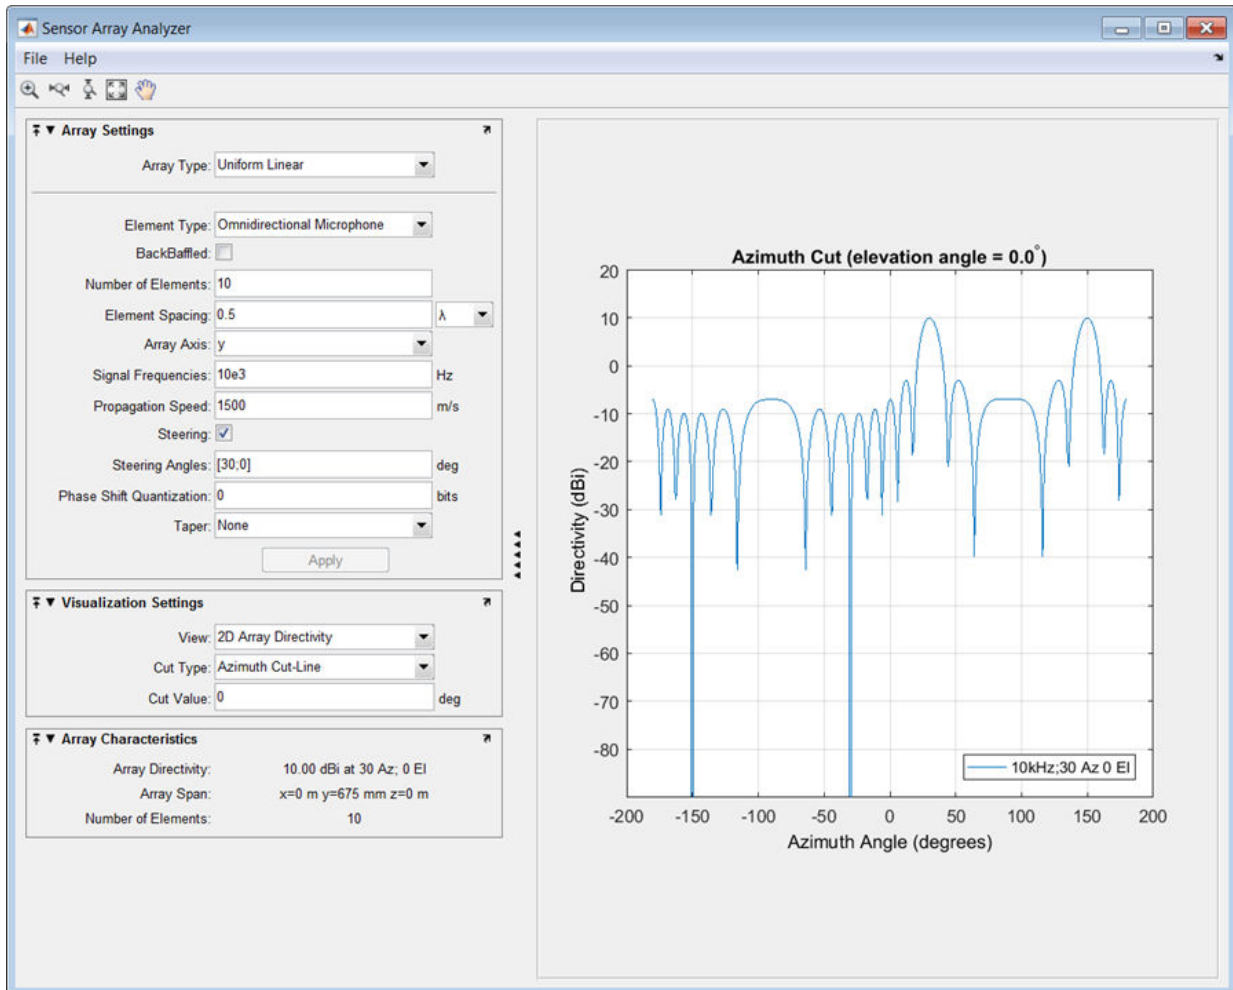 Sensor Array Analyzer
File Help
Array Settings
Array Type: Uniform Linear
Element Type: Omnidirectional Microphone
BackBaffled:
Number of Elements: 10
Element Spacing: 0.5 λ
Array Axis: y
Signal Frequencies: 10e3 Hz
Propagation Speed: 1500 m/s
Steering:
Steering Angles: [30;0] deg
Phase Shift Quantization: 0 bits
Taper: None
Apply
Visualization Settings
View: 2D Array Directivity
Cut Type: Azimuth Cut-Line
Cut Value: 0 deg
Array Characteristics
Array Directivity: 10.00 dBi at 30 Az; 0 El
Array Span: x=0 m y=675 mm z=0 m
Number of Elements: 10
Azimuth Cut (elevation angle = 0.0°)
20
10
0
-10
-20
-30
-40
-50
-60
-70
-80
Directivity (dBi)
10kHz;30 Az 0 El
-200 -150 -100 -50 0 50 100 150 200
Azimuth Angle (degrees)